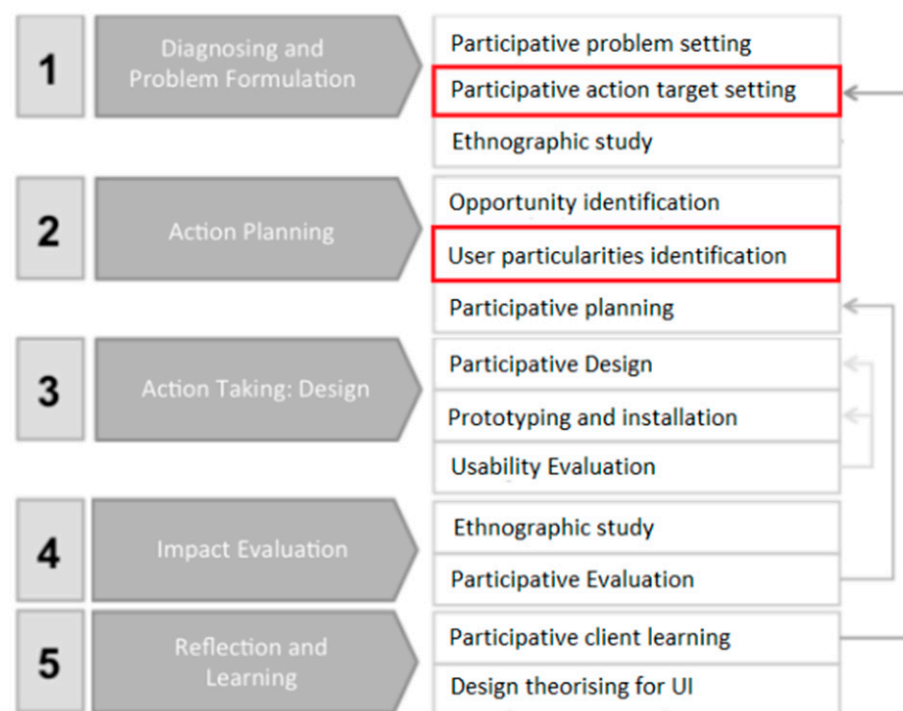 1
Diagnosing and
Problem Formulation
Participative problem setting
Participative action target setting
Ethnographic study
2
Action Planning
Opportunity identification
User particularities identification
Participative planning
3
Action Taking: Design
Participative Design
Prototyping and installation
Usability Evaluation
4
Impact Evaluation
Ethnographic study
Participative Evaluation
5
Reflection and
Learning
Participative client learning
Design theorising for UI